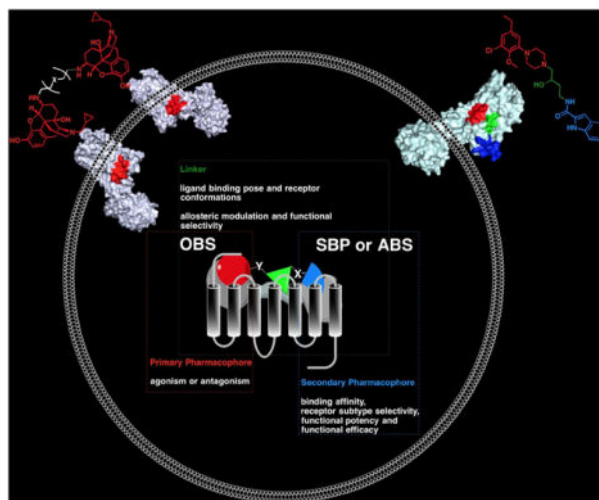 Linker
ligand binding pose and receptor
conformations
allosteric modulation and functional
selectivity
OBS
SBP or ABS
Y
X
Primary Pharmacophore
agonism or antagonism
Secondary Pharmacophore
binding affinity,
receptor subtype selectivity,
functional potency and
functional efficacy